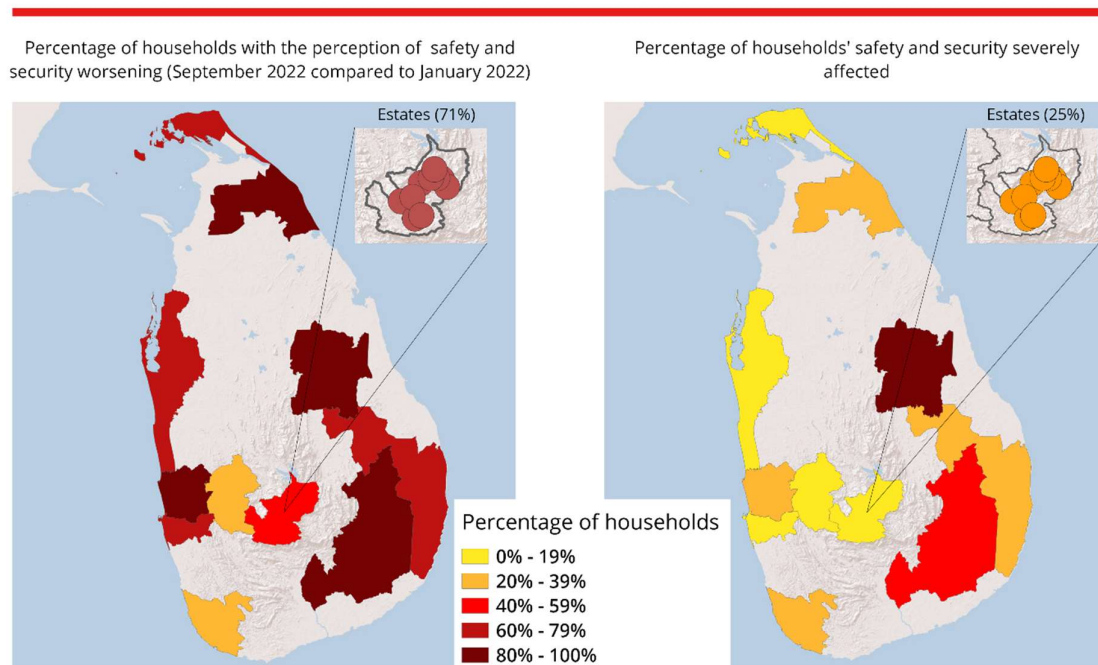 Percentage of households with the perception of safety and
security worsening (September 2022 compared to January 2022)
Estates (71%)
Percentage of households' safety and security severely
affected
Estates (25%)
Percentage of households
0% - 19%
20% - 39%
40% - 59%
60% - 79%
80% - 100%